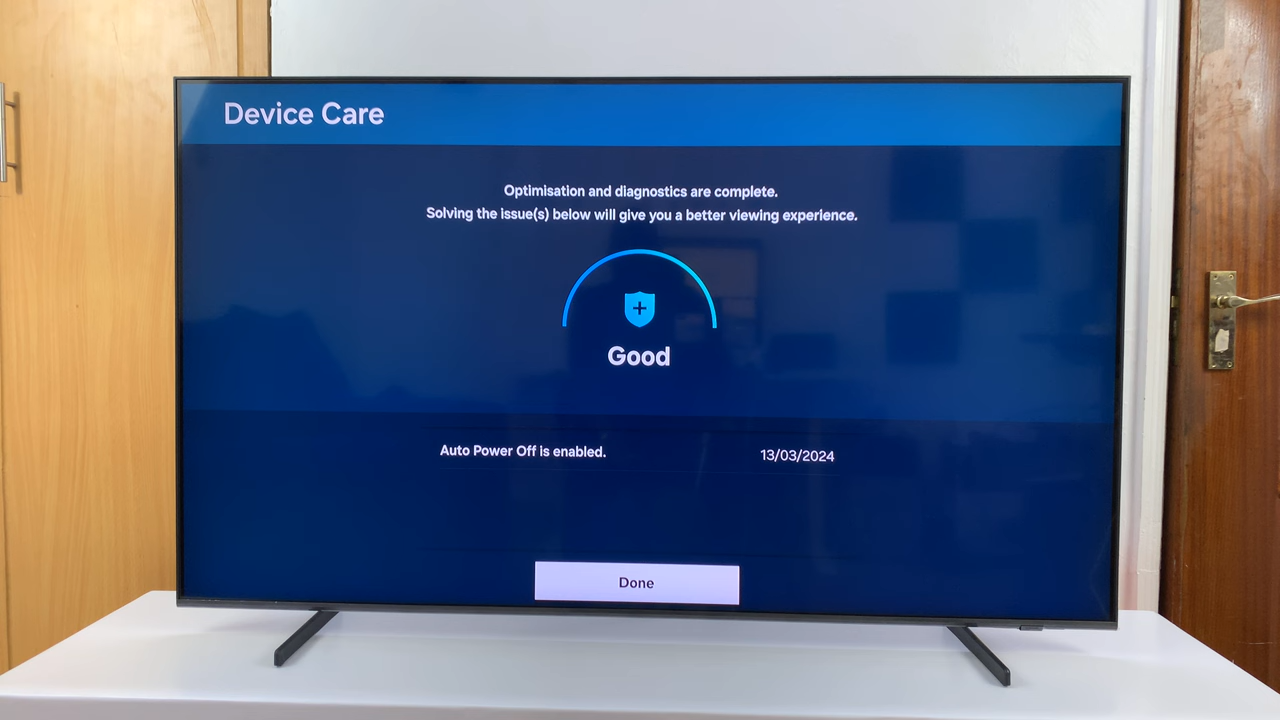 Device Care
Optimisation and diagnostics are complete.
Solving the issue(s) below will give you a better viewing experience.
Good
Auto Power Off is enabled. 13/03/2024
Done